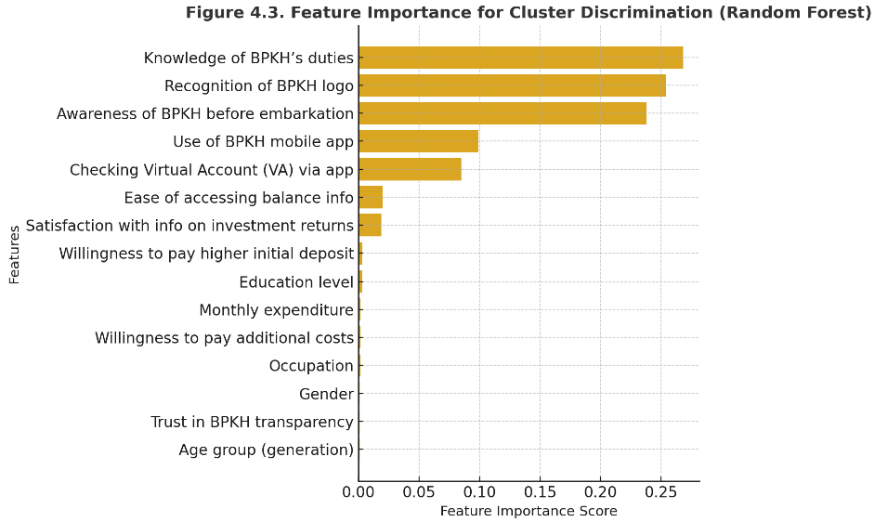 Figure 4.3. Feature Importance for Cluster Discrimination (Random Forest)
Knowledge of BPKH’s duties
Recognition of BPKH logo
Awareness of BPKH before embarkation
Use of BPKH mobile app
Checking Virtual Account (VA) via app
Ease of accessing balance info
Satisfaction with info on investment returns
Willingness to pay higher initial deposit
Education level
Monthly expenditure
Willingness to pay additional costs
Occupation
Gender
Trust in BPKH transparency
Age group (generation)
Features
0.00 0.05 0.10 0.15 0.20 0.25
Feature Importance Score